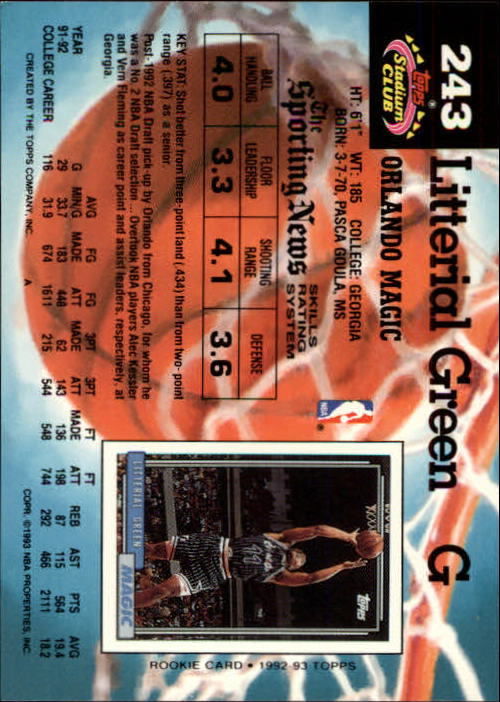 243
TOPPS
Stadium
CLUB
Litterial Green G
ORLANDO MAGIC
HT: 6'1" WT: 185 COLLEGE: GEORGIA
BORN: 3-7-70, PASCA GOULA, MS
The
Sporting News
SKILLS
RATING
SYSTEM
NBA
BALL HANDLING FLOOR LEADERSHIP SHOOTING RANGE DEFENSE
4.0 3.3 4.1 3.6
KEY STAT: Shot better from three-point land (.434) than from two-point
range (.397) as a senior.
Post-1992 NBA Draft pick-up by Orlando from Chicago, for whom he
was a No. 2 NBA Draft selection ... Overtook NBA players Alec Kessler
and Vern Fleming as career point and assist leaders, respectively, at
Georgia.
TOPPS
MAGIC
44
LITTERIAL GREEN
MAGIC
ROOKIE CARD • 1992-93 TOPPS
AVG FG FG 3PT 3PT FT FT
YEAR G MIN/G MADE ATT MADE ATT MADE ATT REB AST PTS AVG
91-92 29 33.7 183 448 62 143 136 198 87 115 564 19.4
COLLEGE CAREER 116 31.9 674 1611 215 544 548 744 292 466 2111 18.2
CREATED BY THE TOPPS COMPANY, INC. A COPR. ©1993 NBA PROPERTIES, INC.